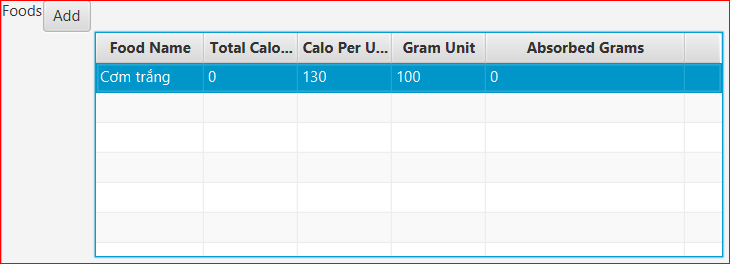 Foods Add
Food Name Total Calo... Calo Per U... Gram Unit Absorbed Grams
Cơm trắng 0 130 100 0